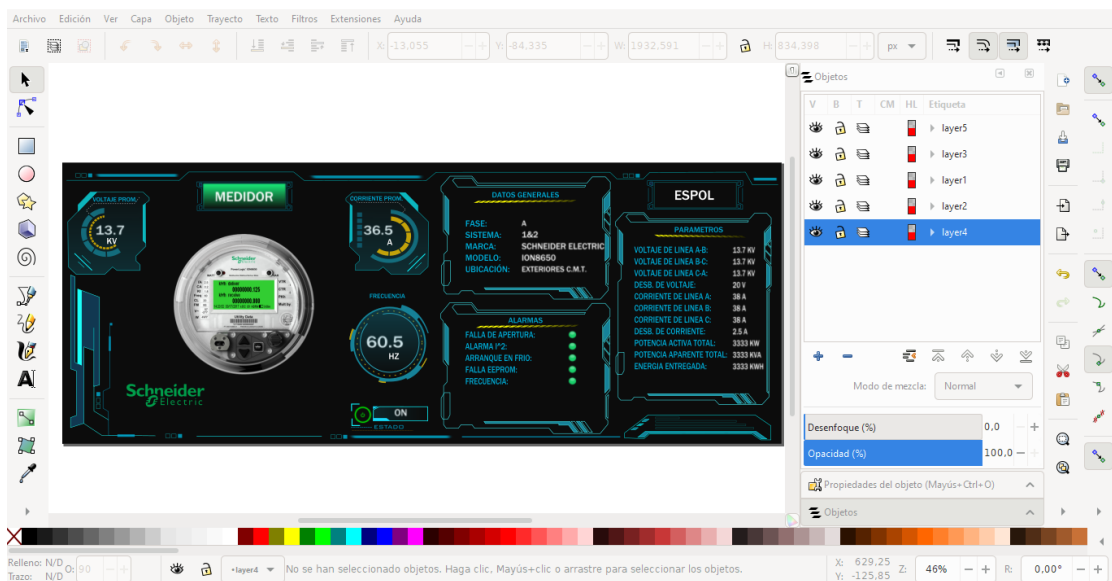 Archivo Edición Ver Capa Objeto Trayecto Texto Filtros Extensiones Ayuda
X: -13,055 Y: -84,335 W: 1932,591 H: 834,398 px
Objetos
V B T CM HL Etiqueta
layer5
layer3
layer1
layer2
layer4
VOLTAJE PROM.
13.7
KV
MEDIDOR
CORRIENTE PROM.
36.5
A
DATOS GENERALES
FASE: A
SISTEMA: 1&2
MARCA: SCHNEIDER ELECTRIC
MODELO: ION8650
UBICACIÓN: EXTERIORES C.M.T.
ESPOL
PARAMETROS
VOLTAJE DE LINEA A-B: 13.7 KV
VOLTAJE DE LINEA B-C: 13.7 KV
VOLTAJE DE LINEA C-A: 13.7 KV
DESB. DE VOLTAJE: 20 V
CORRIENTE DE LINEA A: 38 A
CORRIENTE DE LINEA B: 38 A
CORRIENTE DE LINEA C: 38 A
DESB. DE CORRIENTE: 2.5 A
POTENCIA ACTIVA TOTAL: 3333 KW
POTENCIA APARENTE TOTAL: 3333 KVA
ENERGIA ENTREGADA: 3333 KWH
Schneider
FRECUENCIA
60.5
HZ
ALARMAS
FALLA DE APERTURA:
ALARMA I^2:
ARRANQUE EN FRIO:
FALLA EEPROM:
FRECUENCIA:
Schneider
Electric
ON
ESTADO
Modo de mezcla: Normal
Desenfoque (%) 0,0
Opacidad (%) 100,0
Propiedades del objeto (Mayús+Ctrl+O)
Objetos
Relleno: N/D
Trazo: N/D
O: 90
•layer4
No se han seleccionado objetos. Haga clic, Mayús+clic o arrastre para seleccionar los objetos.
X: 629,25
Y: -125,85
Z: 46%
R: 0,00°